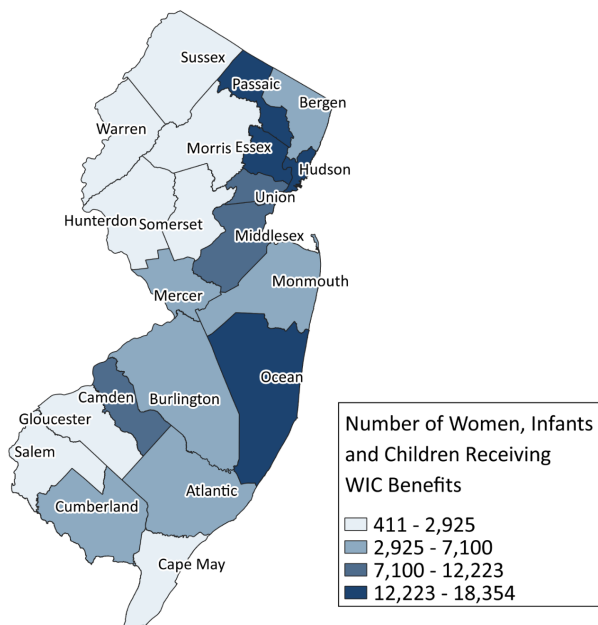 Sussex
Passaic
Bergen
Warren
Morris Essex
Hudson
Union
Hunterdon Somerset
Middlesex
Monmouth
Mercer
Ocean
Camden
Burlington
Gloucester
Salem
Atlantic
Cumberland
Cape May
Number of Women, Infants
and Children Receiving
WIC Benefits
411 - 2,925
2,925 - 7,100
7,100 - 12,223
12,223 - 18,354